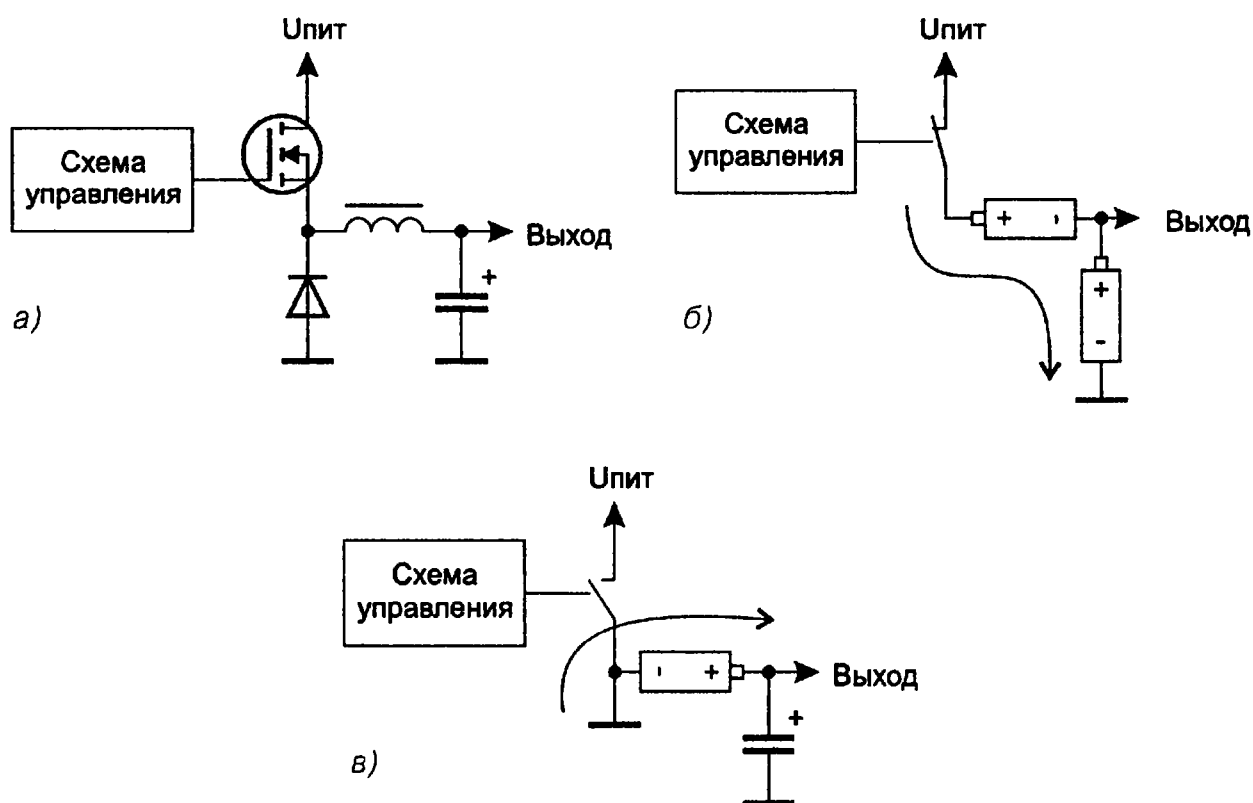 Uпит
Схема
управления
Выход
+
а)
Uпит
Схема
управления
+ -
Выход
+
-
б)
Uпит
Схема
управления
- +
Выход
+
в)